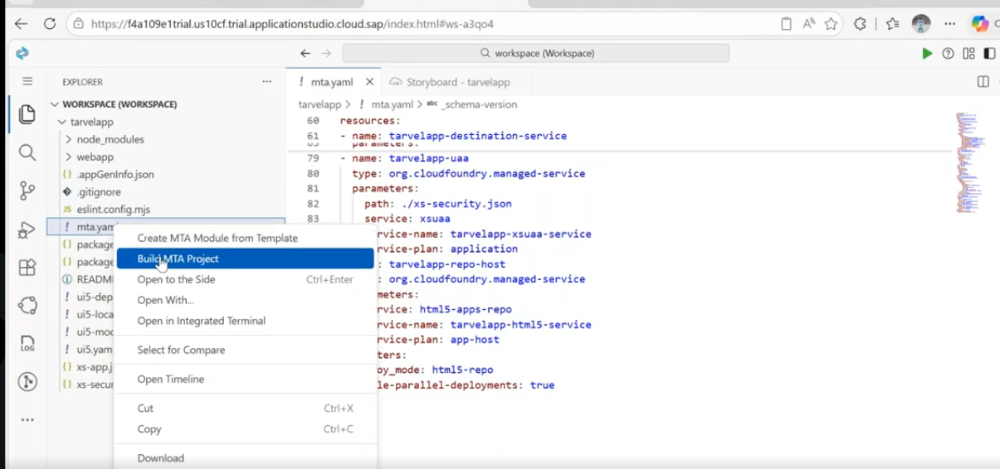 https://f4a109e1trial.us10cf.trial.applicationstudio.cloud.sap/index.html#ws-a3qo4
workspace (Workspace)
EXPLORER
WORKSPACE (WORKSPACE)
tarvelapp
node_modules
webapp
{} .appGenInfo.json
.gitignore
JS eslint.config.mjs
! mta.yam
{} package
{} package
READM
! ui5-dep
! ui5-loca
! ui5-moc
! ui5.yam
{} xs-app.j
{} xs-secur
LOG
Create MTA Module from Template
Build MTA Project
Open to the Side Ctrl+Enter
Open With...
Open in Integrated Terminal
Select for Compare
Open Timeline
Cut Ctrl+X
Copy Ctrl+C
Download
! mta.yaml Storyboard - tarvelapp
tarvelapp > ! mta.yaml > abc _schema-version
60 resources:
61 - name: tarvelapp-destination-service
parameters:
79 - name: tarvelapp-uaa
80 type: org.cloudfoundry.managed-service
81 parameters:
82 path: ./xs-security.json
83 service: xsuaa
rvice-name: tarvelapp-xsuaa-service
rvice-plan: application
: tarvelapp-repo-host
: org.cloudfoundry.managed-service
meters:
rvice: html5-apps-repo
rvice-name: tarvelapp-html5-service
rvice-plan: app-host
ters:
oy_mode: html5-repo
le-parallel-deployments: true